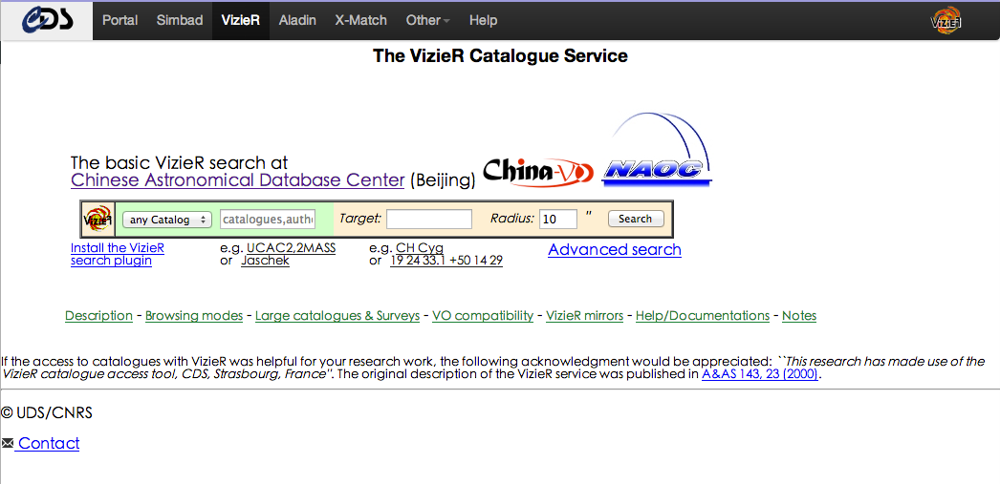 CDS Portal Simbad VizieR Aladin X-Match Other Help VizieR
The VizieR Catalogue Service
The basic VizieR search at
Chinese Astronomical Database Center (Beijing) China-VO NAOC
VizieR any Catalog catalogues,auth Target: Radius: 10 " Search
Install the VizieR e.g. UCAC2,2MASS e.g. CH Cyg Advanced search
search plugin or Jaschek or 19 24 33.1 +50 14 29
Description - Browsing modes - Large catalogues & Surveys - VO compatibility - VizieR mirrors - Help/Documentations - Notes
If the access to catalogues with VizieR was helpful for your research work, the following acknowledgment would be appreciated: ``This research has made use of the
VizieR catalogue access tool, CDS, Strasbourg, France''. The original description of the VizieR service was published in A&AS 143, 23 (2000).
© UDS/CNRS
Contact